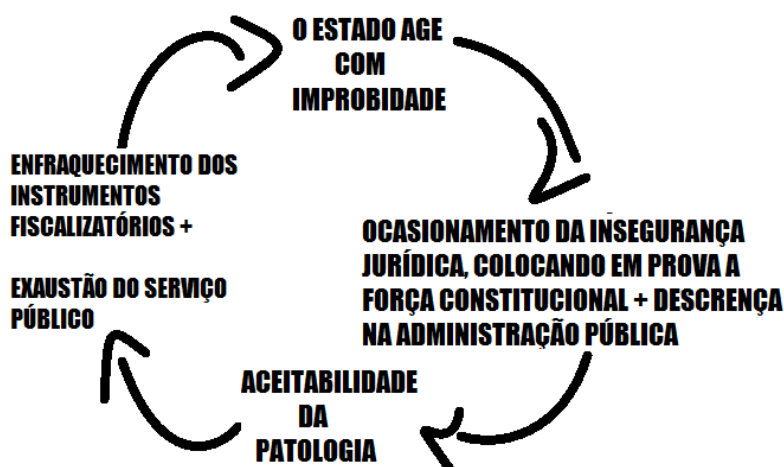 O ESTADO AGE
COM
IMPROBIDADE
OCASIONAMENTO DA INSEGURANÇA
JURÍDICA, COLOCANDO EM PROVA A
FORÇA CONSTITUCIONAL + DESCRENÇA
NA ADMINISTRAÇÃO PÚBLICA
ACEITABILIDADE
DA
PATOLOGIA
ENFRAQUECIMENTO DOS
INSTRUMENTOS
FISCALIZATÓRIOS +
EXAUSTÃO DO SERVIÇO
PÚBLICO